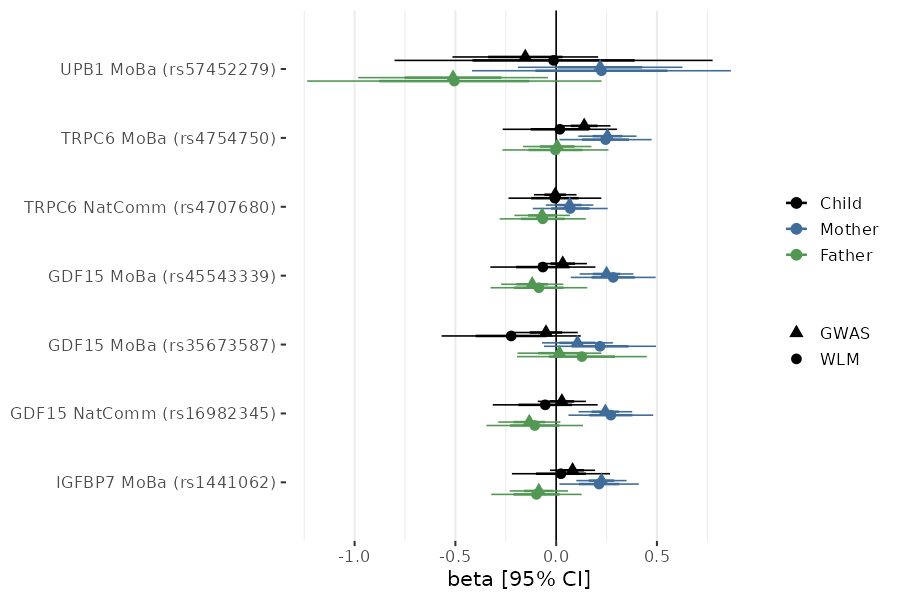 UPB1 MoBa (rs57452279)
TRPC6 MoBa (rs4754750)
TRPC6 NatComm (rs4707680)
GDF15 MoBa (rs45543339)
GDF15 MoBa (rs35673587)
GDF15 NatComm (rs16982345)
IGFBP7 MoBa (rs1441062)
-1.0 -0.5 0.0 0.5
beta [95% CI]
Child
Mother
Father
GWAS
WLM